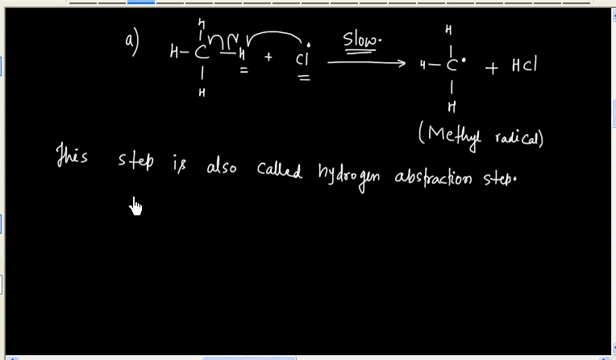 a) H H-C-H + Cl• Slow. H H-C• + HCl
H H
(Methyl radical)
This step is also called hydrogen abstraction step.